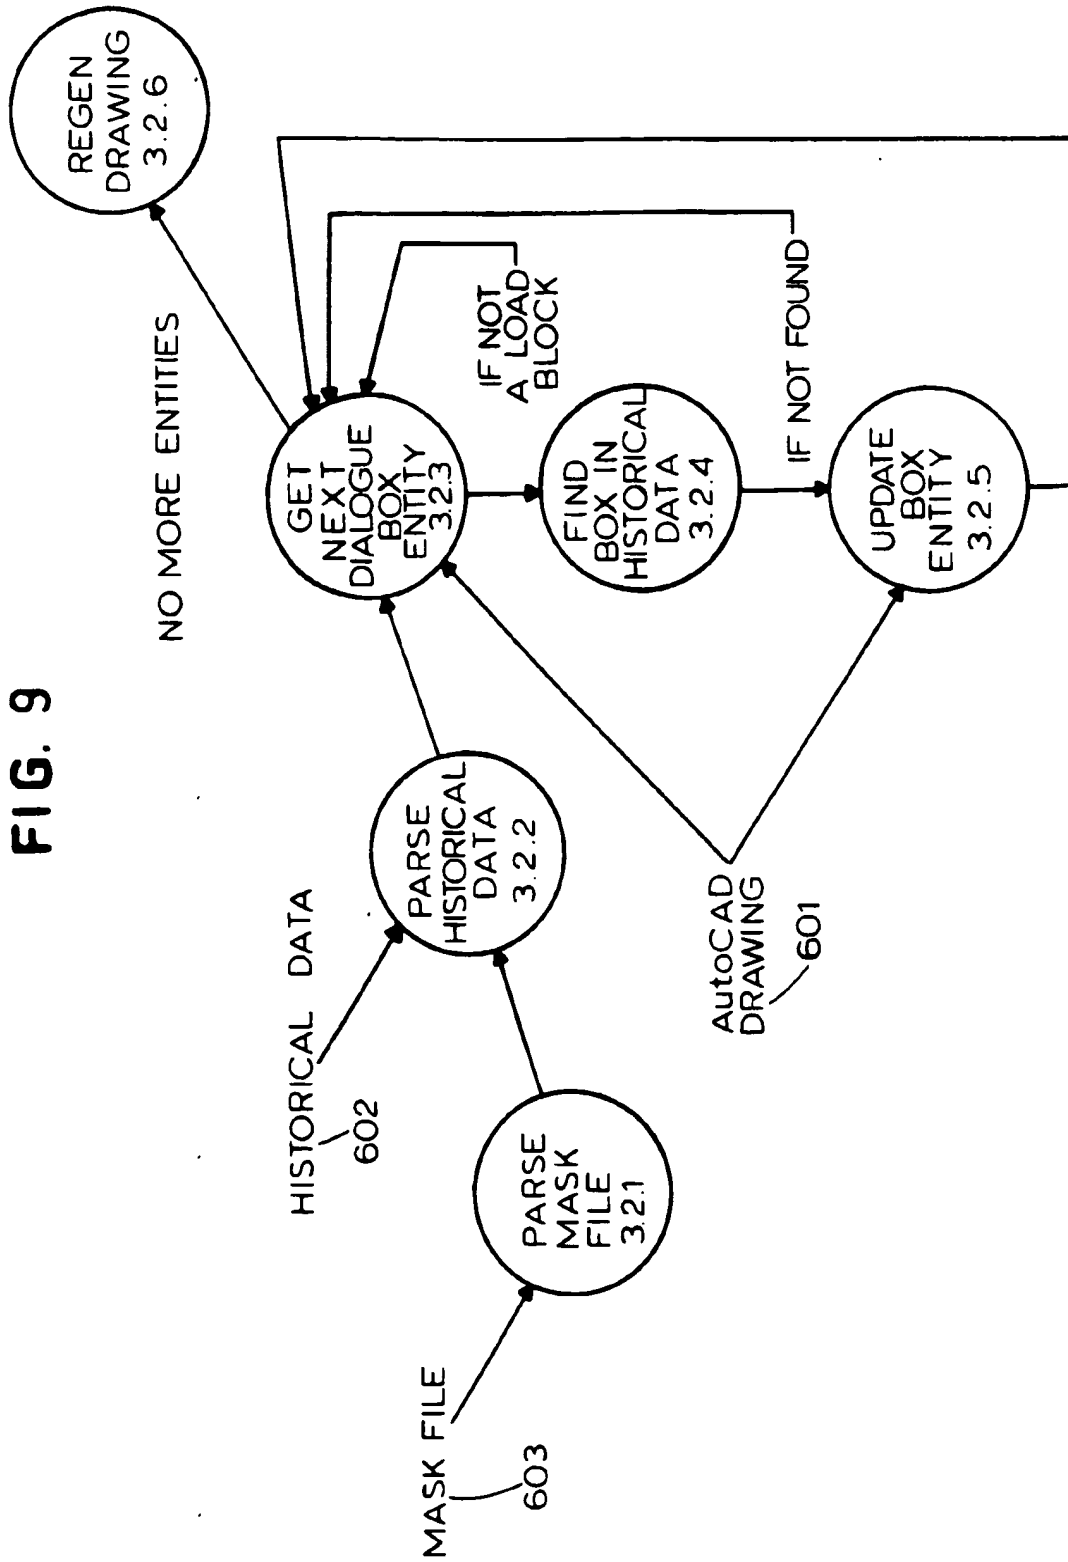 FIG. 9
MASK FILE
603
PARSE
MASK
FILE
3.2.1
HISTORICAL DATA
602
PARSE
HISTORICAL
DATA
3.2.2
AutoCAD
DRAWING
601
NO MORE ENTITIES
GET
NEXT
DIALOGUE
BOX
ENTITY
3.2.3
REGEN
DRAWING
3.2.6
IF NOT
A LOAD
BLOCK
FIND
BOX IN
HISTORICAL
DATA
3.2.4
IF NOT FOUND
UPDATE
BOX
ENTITY
3.2.5